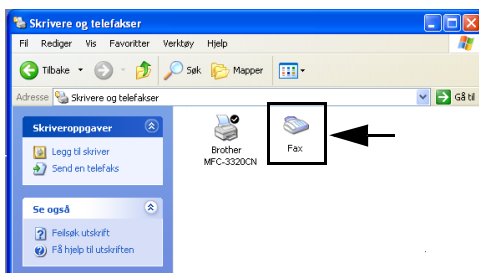 Skrivere og telefakser
Fil Rediger Vis Favoritter Verktøy Hjelp
Tilbake Søk Mapper
Adresse Skrivere og telefakser Gå til
Skriveroppgaver
Legg til skriver
Send en telefaks
Se også
Feilsøk utskrift
Få hjelp til utskriften
Brother
MFC-3320CN
Fax